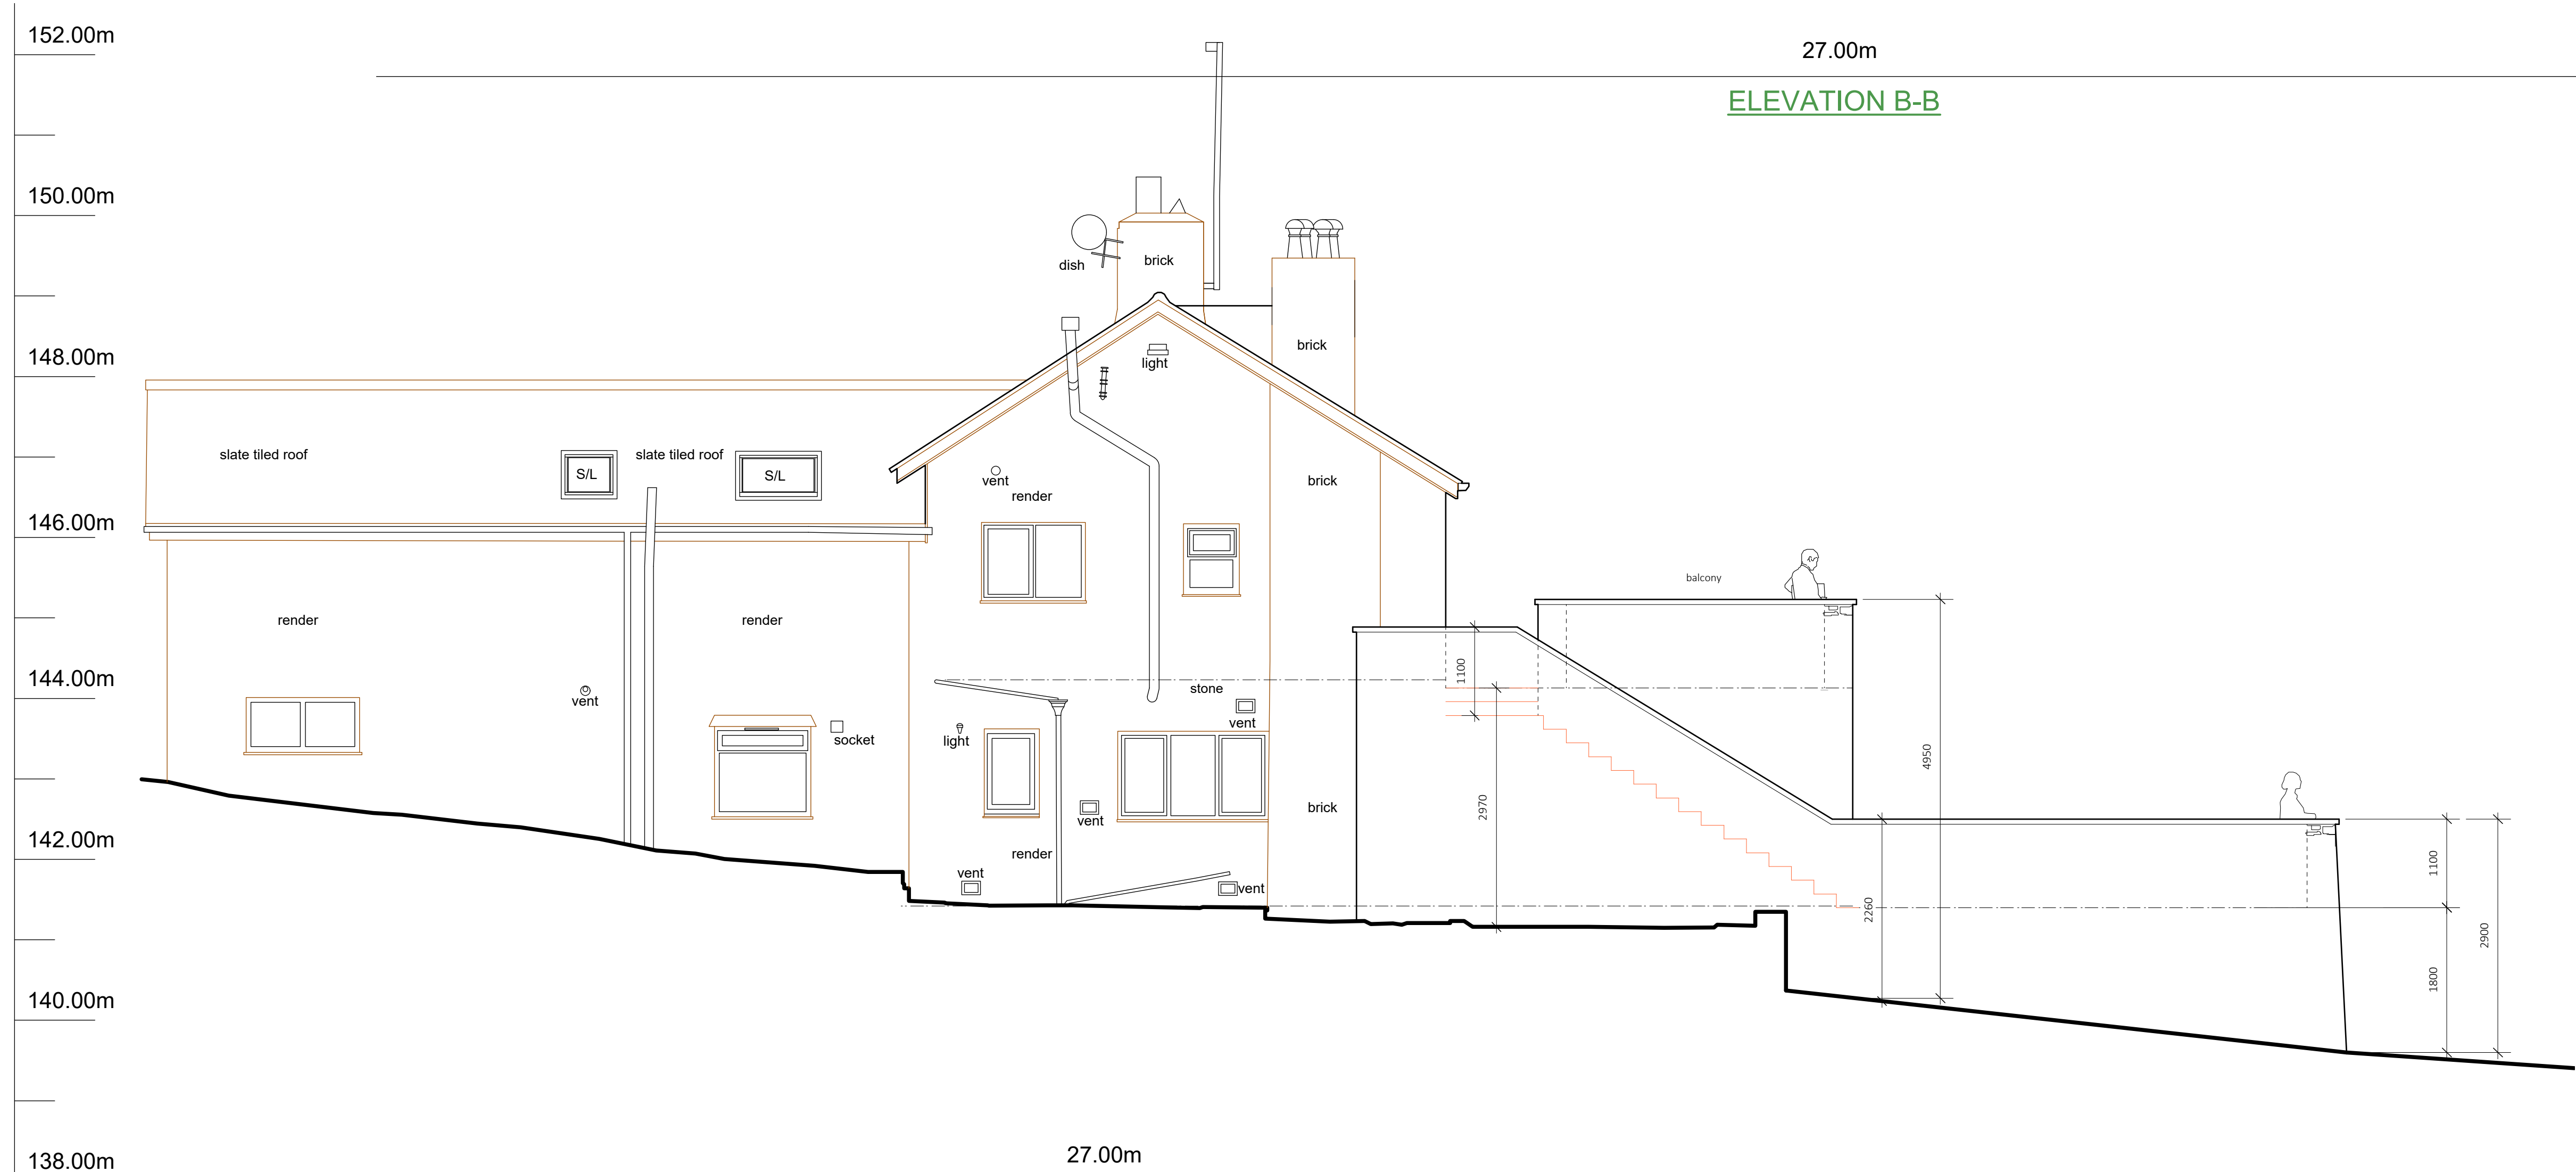 152.00m
27.00m
ELEVATION B-B
150.00m
dish
brick
148.00m
brick
light
slate tiled roof
slate tiled roof
S/L
S/L
vent
render
brick
146.00m
balcony
render
render
1100
144.00m
vent
stone
vent
socket
light
4950
2970
vent
brick
142.00m
render
1100
vent
vent
2260
2900
1800
140.00m
27.00m
138.00m